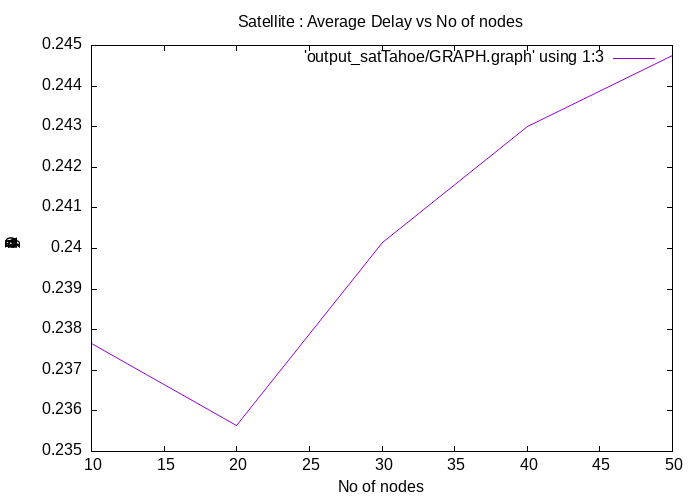 Satellite : Average Delay vs No of nodes
0.245
'output_satTahoe/GRAPH.graph' using 1:3
0.244
0.243
0.242
0.241
0.24
0.239
0.238
0.237
0.236
0.235
10 15 20 25 30 35 40 45 50
No of nodes